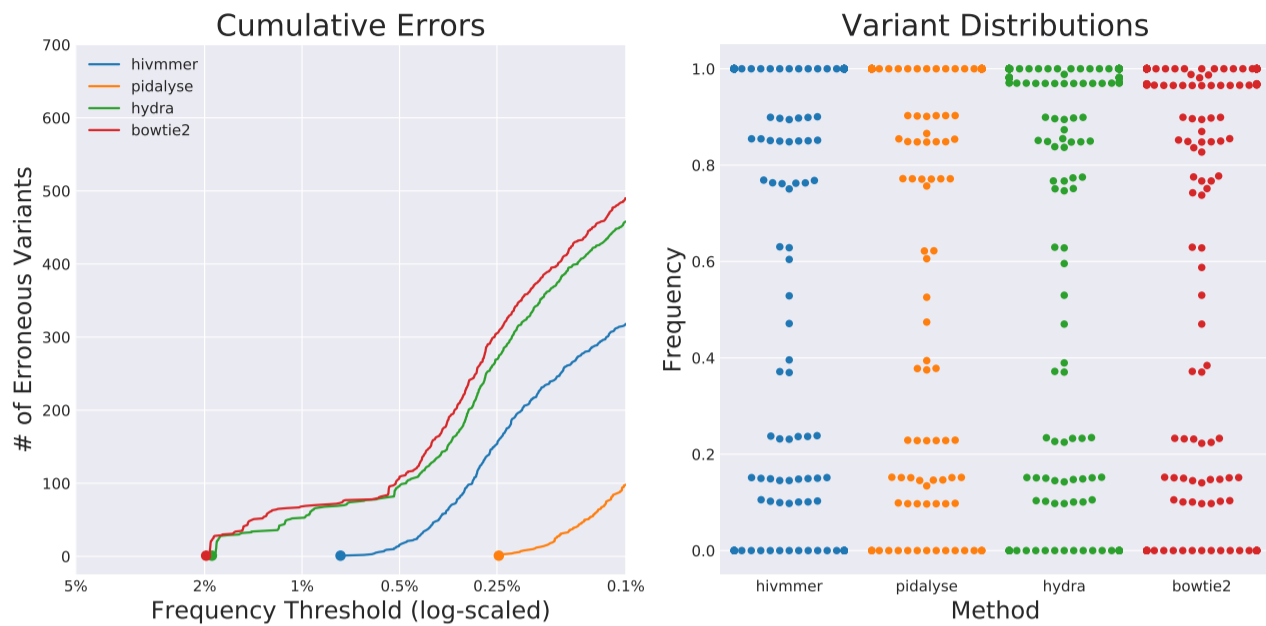 Cumulative Errors
# of Erroneous Variants
700
600
500
400
300
200
100
0
hivmmer
pidalyse
hydra
bowtie2
5%
2%
1%
0.5%
0.25%
0.1%
Frequency Threshold (log-scaled)
Variant Distributions
Frequency
1.0
0.8
0.6
0.4
0.2
0.0
hivmmer
pidalyse
hydra
bowtie2
Method